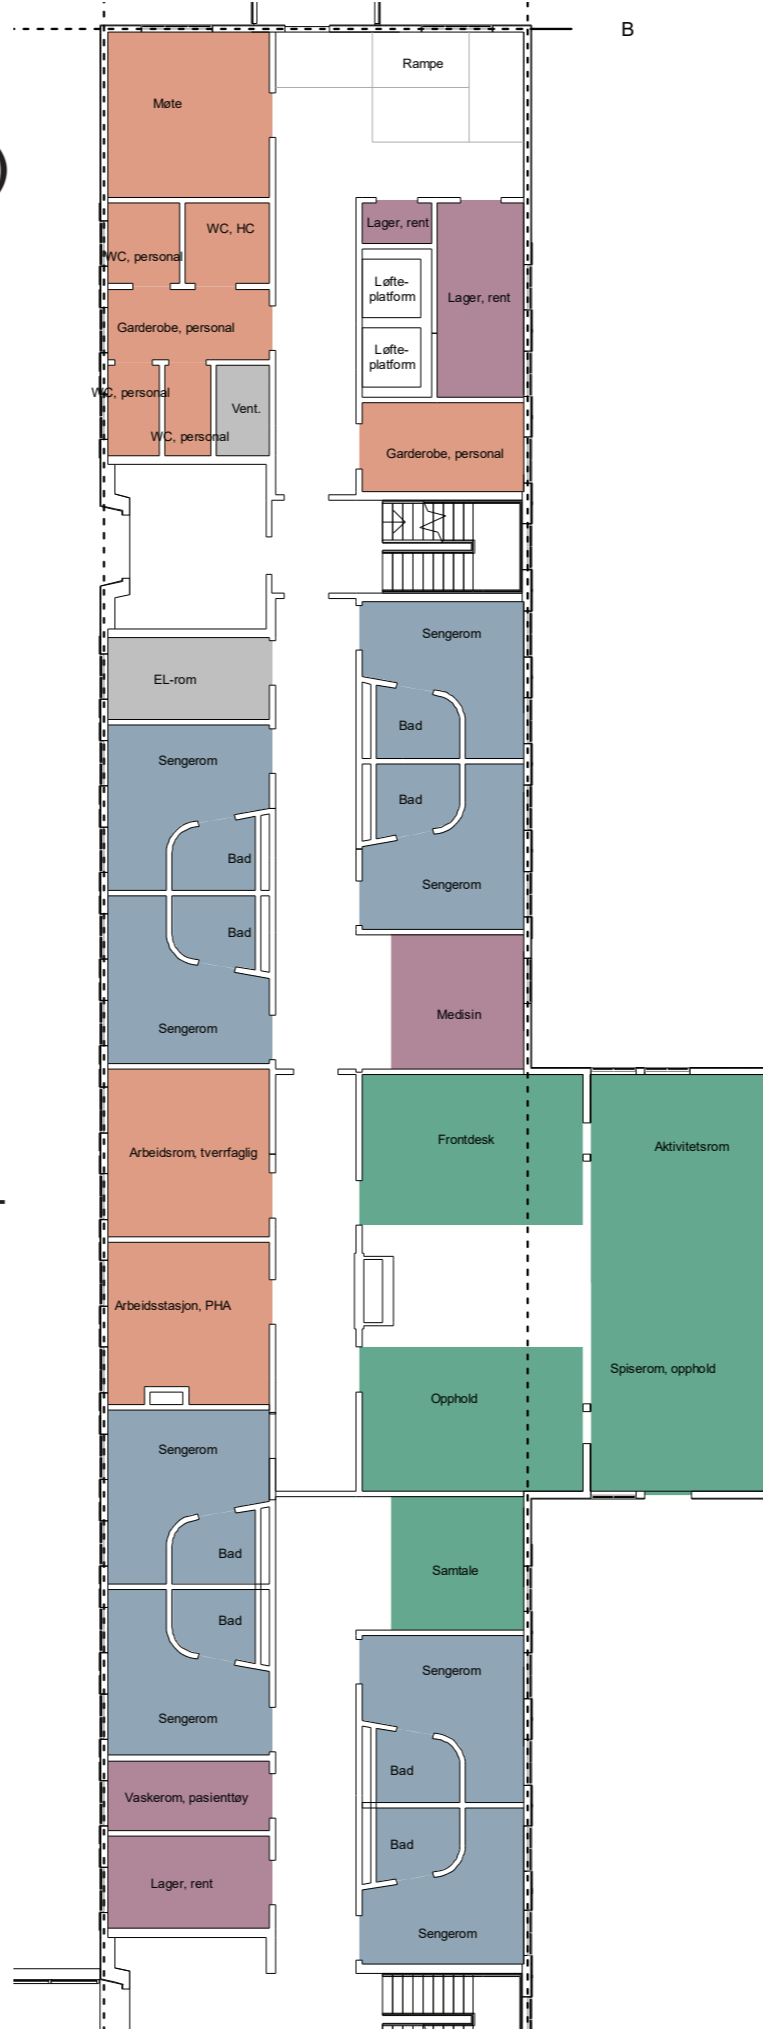 B
Rampe
Møte
WC, HC
Lager, rent
WC, personal
Løfte-
platform
Lager, rent
Garderobe, personal
Løfte-
platform
WC, personal
Vent.
WC, personal
Garderobe, personal
Sengerom
EL-rom
Bad
Sengerom
Bad
Bad
Sengerom
Bad
Medisin
Sengerom
Frontdesk
Aktivitetsrom
Arbeidsrom, tverrfaglig
Arbeidsstasjon, PHA
Spiserom, opphold
Opphold
Sengerom
Bad
Samtale
Bad
Sengerom
Sengerom
Bad
Vaskerom, pasienttøy
Bad
Lager, rent
Sengerom